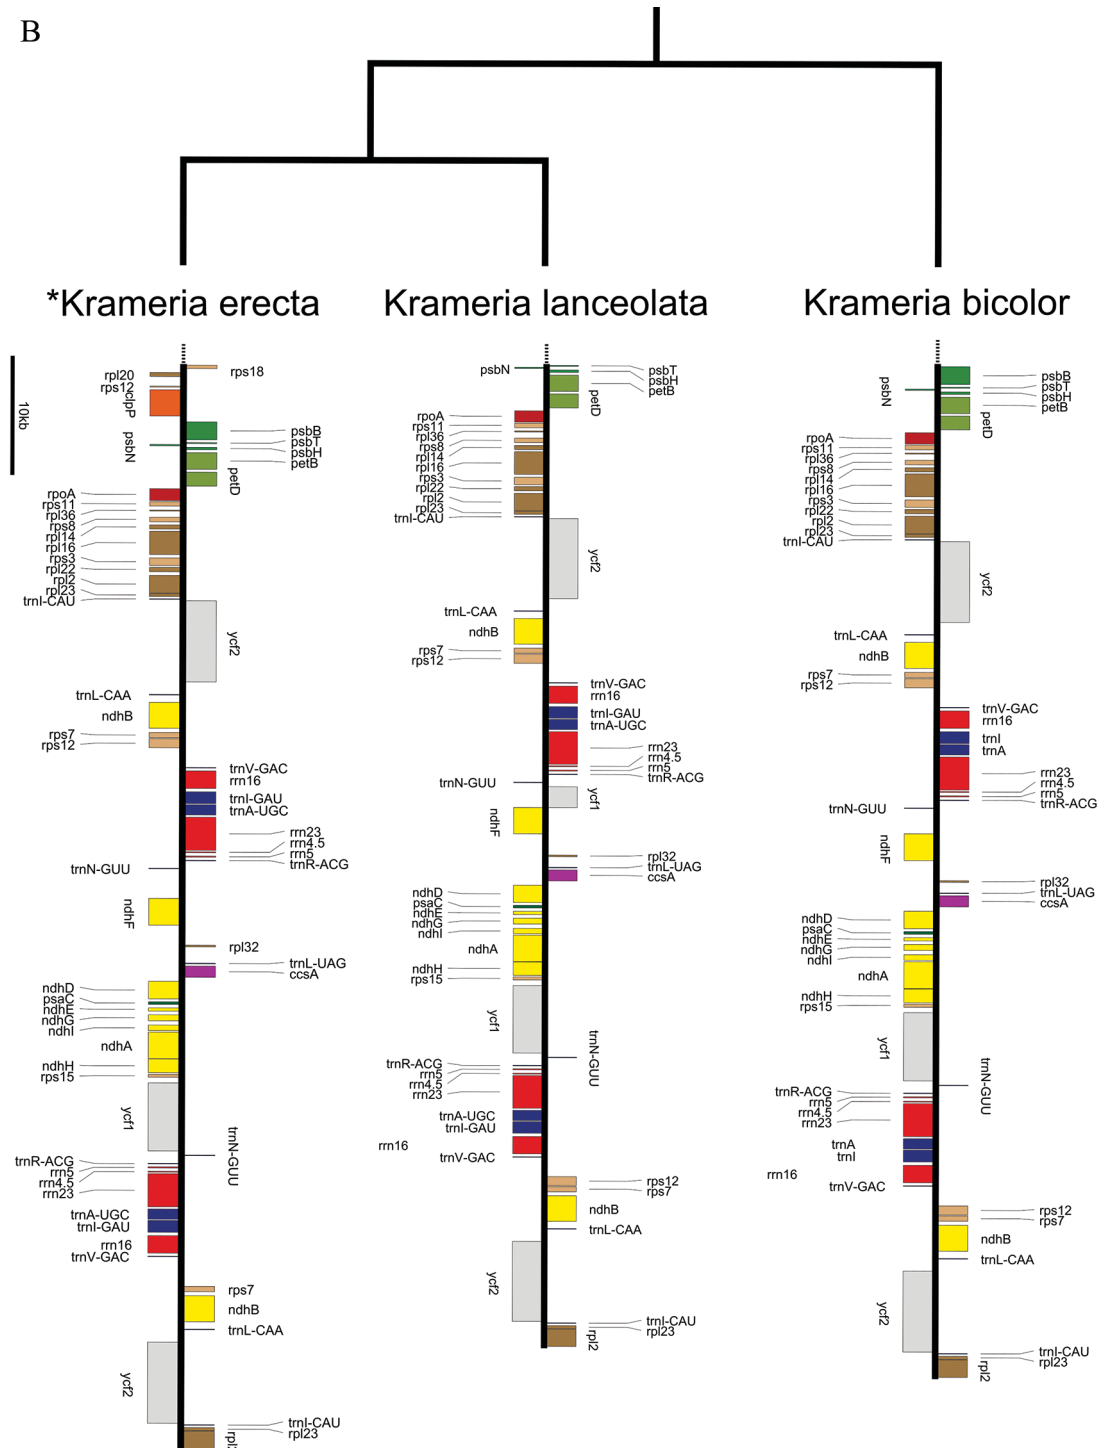 B
*Krameria erecta
Krameria lanceolata
Krameria bicolor
10kb
rps18
rpl20
rps12
clpP
psbB
psbT
psbH
petB
psbN
petD
rpoA
rps11
rpl36
rps8
rpl14
rpl16
rps3
rpl22
rpl2
rpl23
trnI-CAU
ycf2
trnL-CAA
ndhB
rps7
rps12
trnV-GAC
rrn16
trnI-GAU
trnA-UGC
rrn23
rrn4.5
rrn5
trnR-ACG
trnN-GUU
ndhF
rpl32
trnL-UAG
ccsA
ndhD
psaC
ndhE
ndhG
ndhI
ndhA
ndhH
rps15
ycf1
trnN-GUU
trnR-ACG
rrn5
rrn4.5
rrn23
trnA-UGC
trnI-GAU
rrn16
trnV-GAC
rps7
ndhB
trnL-CAA
ycf2
trnI-CAU
rpl23
psbN
psbT
psbH
petB
petD
rpoA
rps11
rpl36
rps8
rpl14
rpl16
rps3
rpl22
rpl2
rpl23
trnI-CAU
ycf2
trnL-CAA
ndhB
rps7
rps12
trnV-GAC
rrn16
trnI-GAU
trnA-UGC
rrn23
rrn4.5
rrn5
trnR-ACG
trnN-GUU
ycf1
ndhF
rpl32
trnL-UAG
ccsA
ndhD
psaC
ndhE
ndhG
ndhI
ndhA
ndhH
rps15
ycf1
trnN-GUU
trnR-ACG
rrn5
rrn4.5
rrn23
trnA-UGC
trnI-GAU
rrn16
trnV-GAC
rps12
rps7
ndhB
trnL-CAA
ycf2
trnI-CAU
rpl23
rpl2
psbB
psbT
psbH
petB
psbN
petD
rpoA
rps11
rpl36
rps8
rpl14
rpl16
rps3
rpl22
rpl2
rpl23
trnI-CAU
ycf2
trnL-CAA
ndhB
rps7
rps12
trnV-GAC
rrn16
trnI
trnA
rrn23
rrn4.5
rrn5
trnR-ACG
trnN-GUU
ndhF
rpl32
trnL-UAG
ccsA
ndhD
psaC
ndhE
ndhG
ndhI
ndhA
ndhH
rps15
ycf1
trnN-GUU
trnR-ACG
rrn5
rrn4.5
rrn23
trnA
trnI
rrn16
trnV-GAC
rps12
rps7
ndhB
trnL-CAA
ycf2
trnI-CAU
rpl23
rpl2